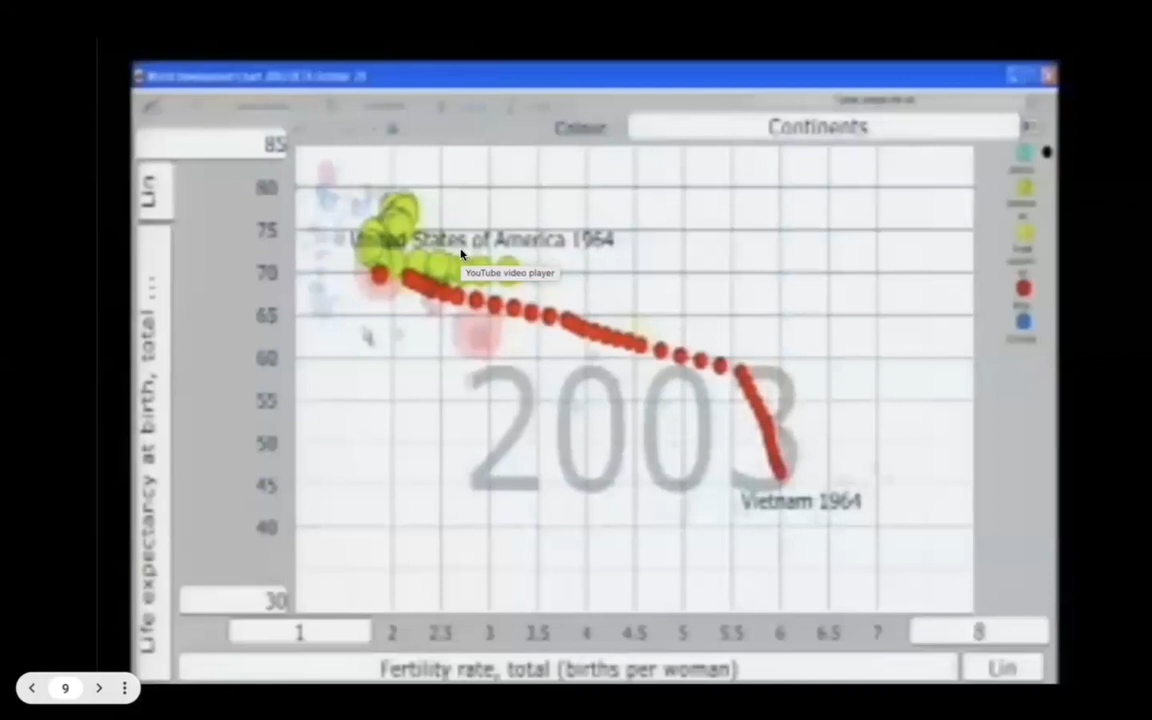 85
Colour
Continents
Lin
80
75
70
65
60
55
50
45
40
30
Life expectancy at birth, total ...
United States of America 1964
YouTube video player
2003
Vietnam 1964
1
2
2.5
3
3.5
4
4.5
5
5.5
6
6.5
7
8
Fertility rate, total (births per woman)
Lin
9